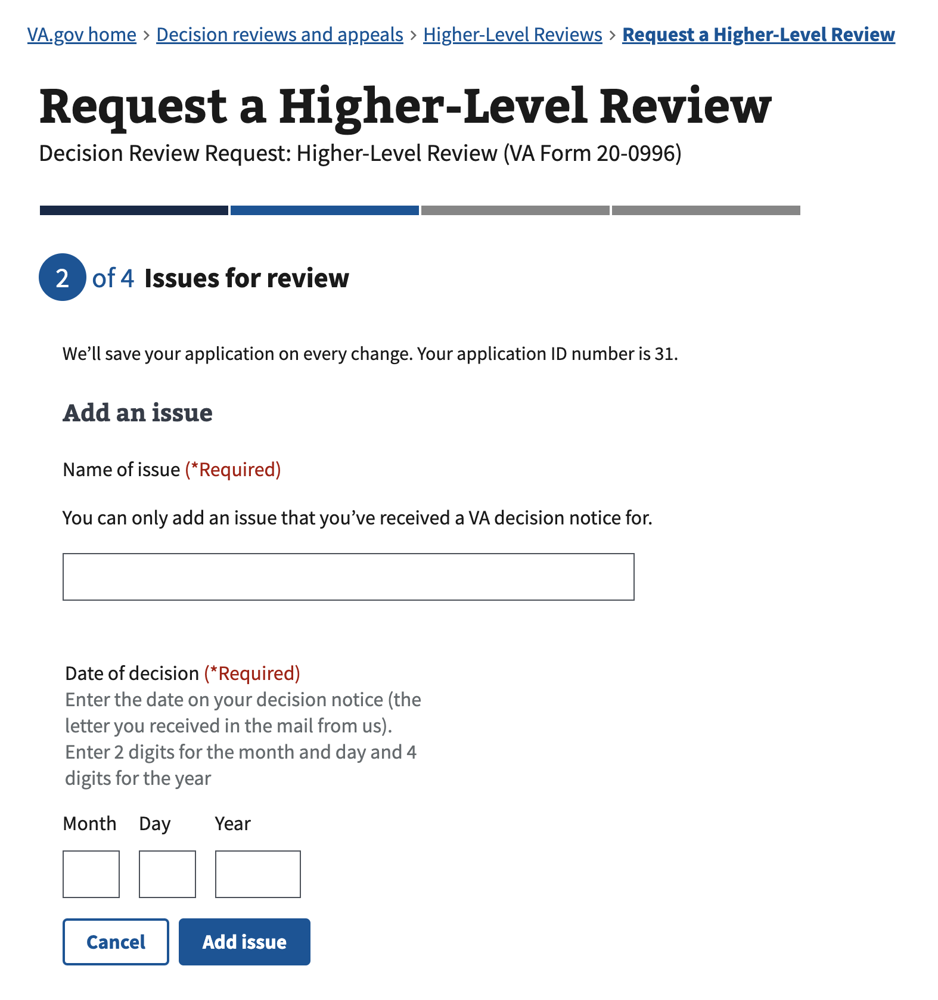 VA.gov home › Decision reviews and appeals › Higher-Level Reviews › Request a Higher-Level Review
Request a Higher-Level Review
Decision Review Request: Higher-Level Review (VA Form 20-0996)
2 of 4 Issues for review
We’ll save your application on every change. Your application ID number is 31.
Add an issue
Name of issue (*Required)
You can only add an issue that you’ve received a VA decision notice for.
Date of decision (*Required)
Enter the date on your decision notice (the
letter you received in the mail from us).
Enter 2 digits for the month and day and 4
digits for the year
Month Day Year
Cancel Add issue